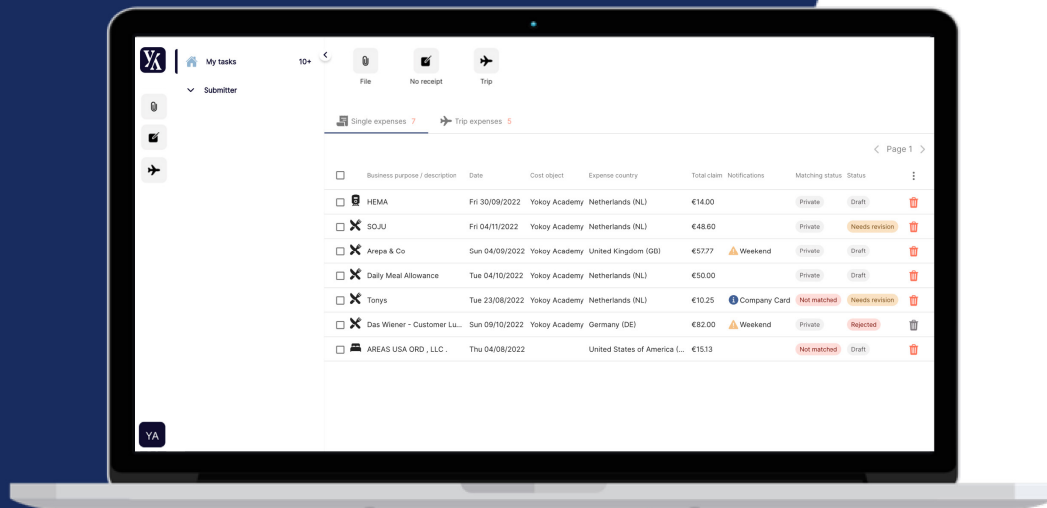 YX
My tasks 10+
Submitter
File No receipt Trip
Single expenses 7 Trip expenses 5
Page 1
Business purpose / description Date Cost object Expense country Total claim Notifications Matching status Status
HEMA Fri 30/09/2022 Yokoy Academy Netherlands (NL) €14.00 Private Draft
SOJU Fri 04/11/2022 Yokoy Academy Netherlands (NL) €48.60 Private Needs revision
Arepa & Co Sun 04/09/2022 Yokoy Academy United Kingdom (GB) €57.77 Weekend Private Draft
Daily Meal Allowance Tue 04/10/2022 Yokoy Academy Netherlands (NL) €50.00 Private Draft
Tonys Tue 23/08/2022 Yokoy Academy Netherlands (NL) €10.25 Company Card Not matched Needs revision
Das Wiener - Customer Lu... Sun 09/10/2022 Yokoy Academy Germany (DE) €82.00 Weekend Private Rejected
AREAS USA ORD , LLC . Thu 04/08/2022 United States of America (... €15.13 Not matched Draft
YA